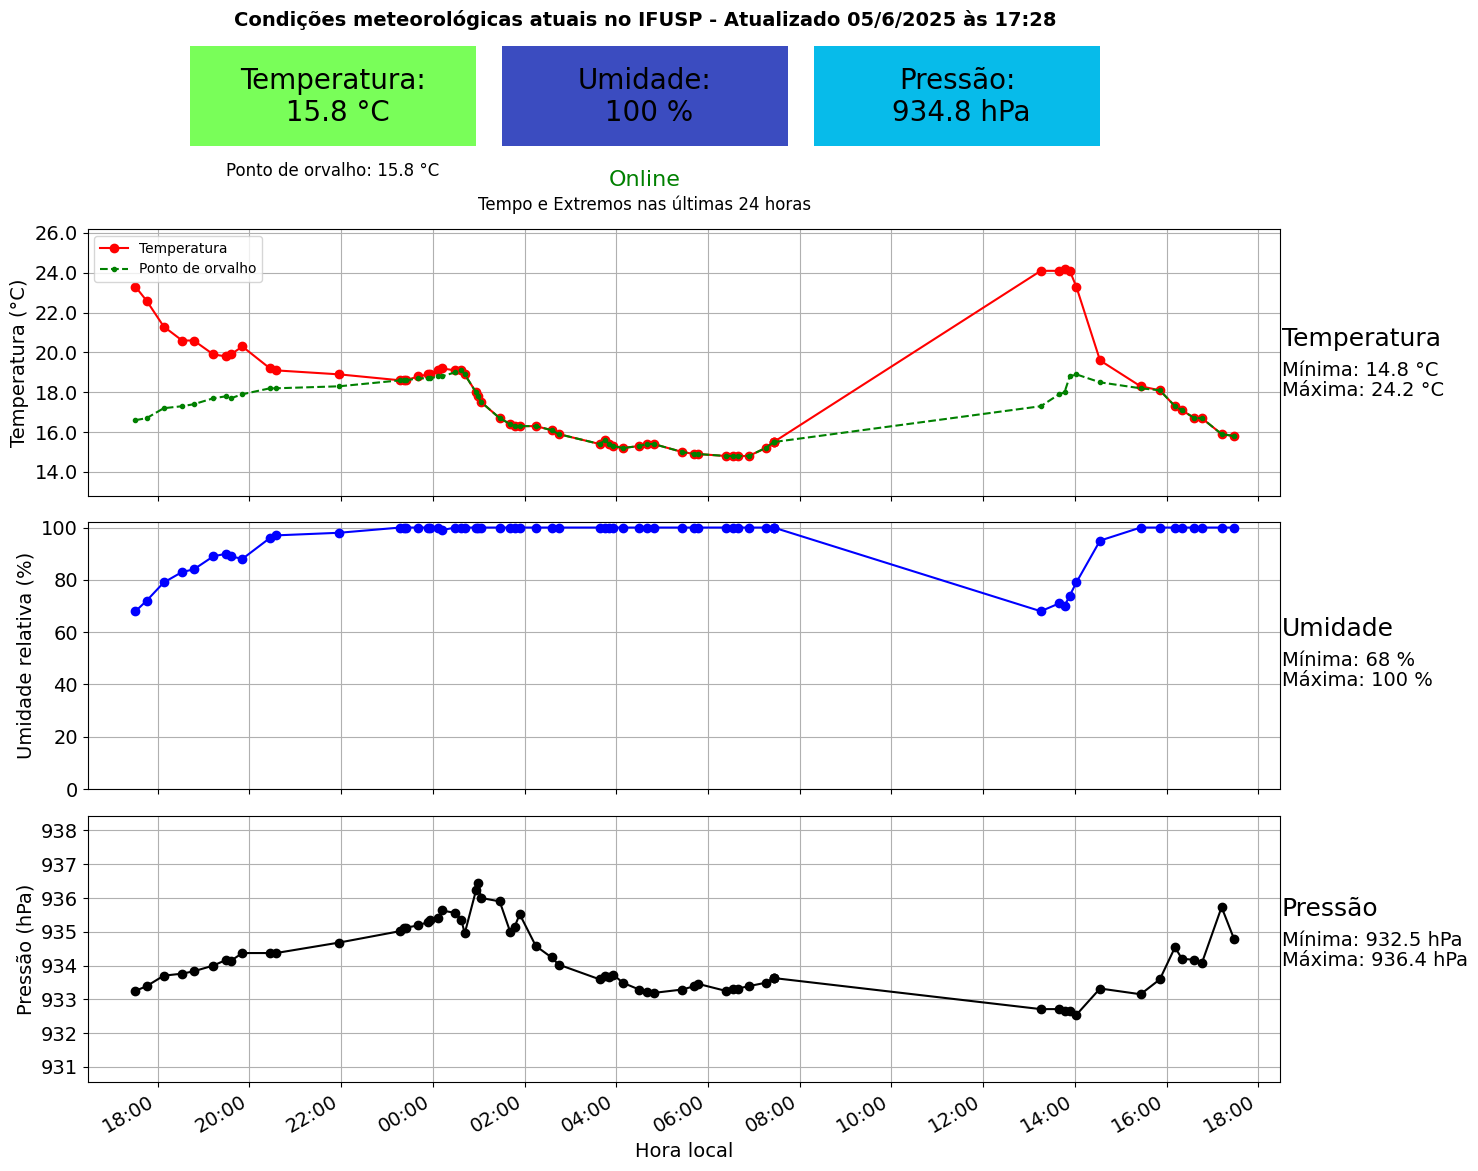 Condições meteorológicas atuais no IFUSP - Atualizado 05/6/2025 às 17:28
Temperatura:
15.8 °C
Umidade:
100 %
Pressão:
934.8 hPa
Ponto de orvalho: 15.8 °C
Online
Tempo e Extremos nas últimas 24 horas
Temperatura (°C)
26.0
24.0
22.0
20.0
18.0
16.0
14.0
Temperatura
Ponto de orvalho
Temperatura
Mínima: 14.8 °C
Máxima: 24.2 °C
Umidade relativa (%)
100
80
60
40
20
0
Umidade
Mínima: 68 %
Máxima: 100 %
Pressão (hPa)
938
937
936
935
934
933
932
931
Pressão
Mínima: 932.5 hPa
Máxima: 936.4 hPa
18:00
20:00
22:00
00:00
02:00
04:00
06:00
08:00
10:00
12:00
14:00
16:00
18:00
Hora local